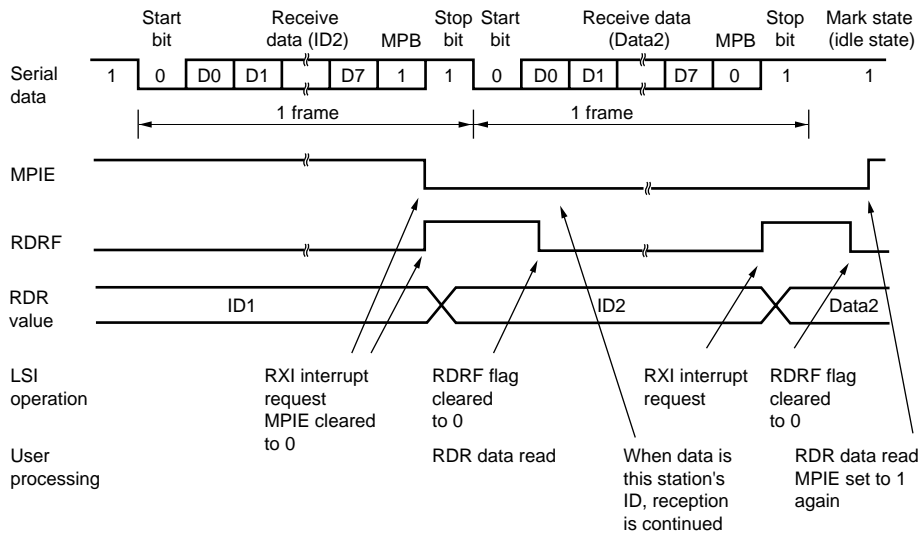 Start bit
Receive data (ID2)
MPB
Stop bit
Start bit
Receive data (Data2)
MPB
Stop bit
Mark state (idle state)
Serial data
1 0 D0 D1 D7 1 1 0 D0 D1 D7 0 1 1
1 frame 1 frame
MPIE
RDRF
RDR value
ID1 ID2 Data2
LSI operation
RXI interrupt request MPIE cleared to 0
RDRF flag cleared to 0
RXI interrupt request
RDRF flag cleared to 0
User processing
RDR data read
When data is this station's ID, reception is continued
RDR data read MPIE set to 1 again